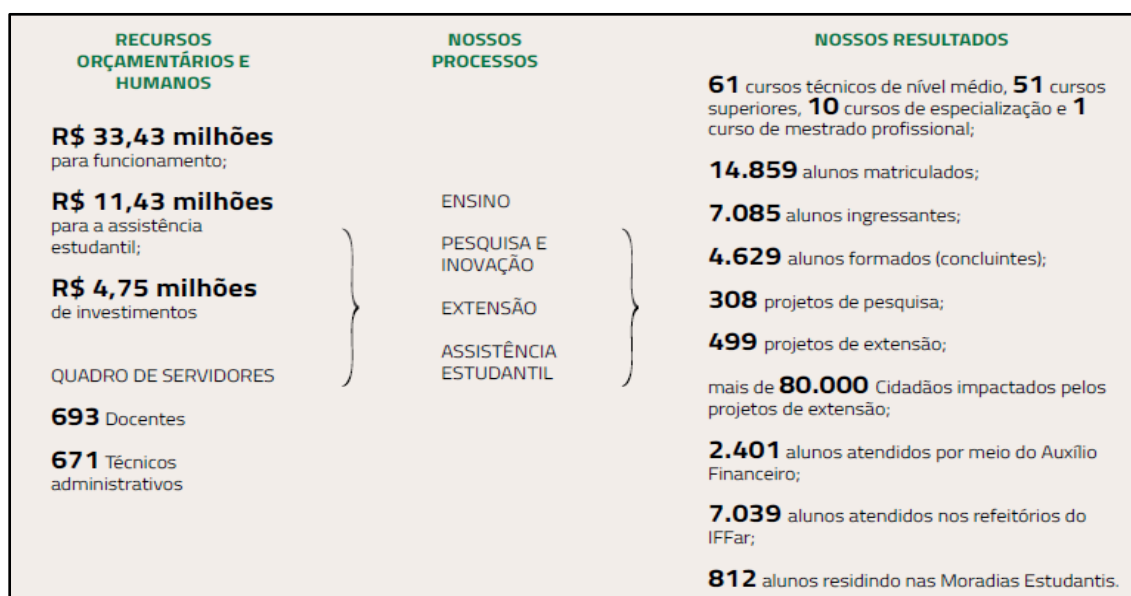 RECURSOS
ORÇAMENTÁRIOS E
HUMANOS
R$ 33,43 milhões
para funcionamento;
R$ 11,43 milhões
para a assistência
estudantil;
R$ 4,75 milhões
de investimentos
QUADRO DE SERVIDORES
693 Docentes
671 Técnicos
administrativos
NOSSOS
PROCESSOS
ENSINO
PESQUISA E
INOVAÇÃO
EXTENSÃO
ASSISTÊNCIA
ESTUDANTIL
NOSSOS RESULTADOS
61 cursos técnicos de nível médio, 51 cursos
superiores, 10 cursos de especialização e 1
curso de mestrado profissional;
14.859 alunos matriculados;
7.085 alunos ingressantes;
4.629 alunos formados (concluintes);
308 projetos de pesquisa;
499 projetos de extensão;
mais de 80.000 Cidadãos impactados pelos
projetos de extensão;
2.401 alunos atendidos por meio do Auxílio
Financeiro;
7.039 alunos atendidos nos refeitórios do
IFFar;
812 alunos residindo nas Moradias Estudantis.